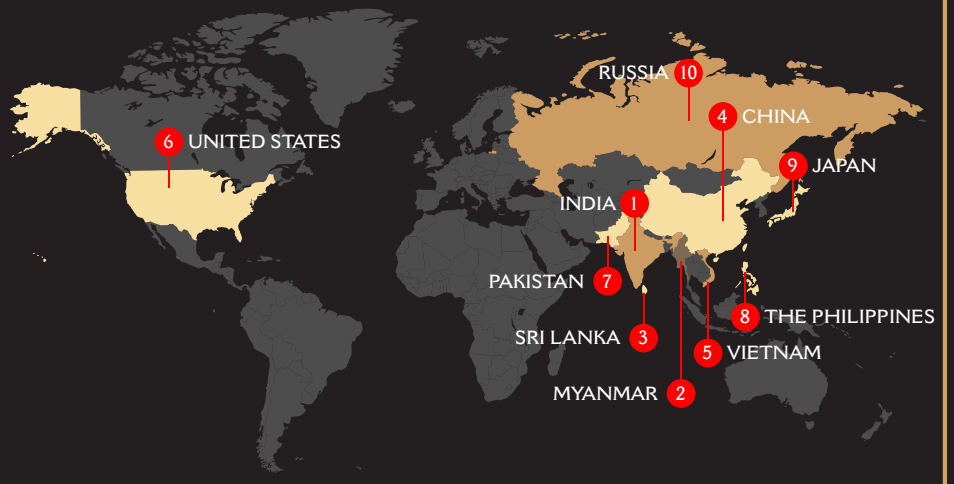 RUSSIA 10
4 CHINA
6 UNITED STATES
9 JAPAN
INDIA 1
PAKISTAN 7
8 THE PHILIPPINES
SRI LANKA 3
5 VIETNAM
MYANMAR 2